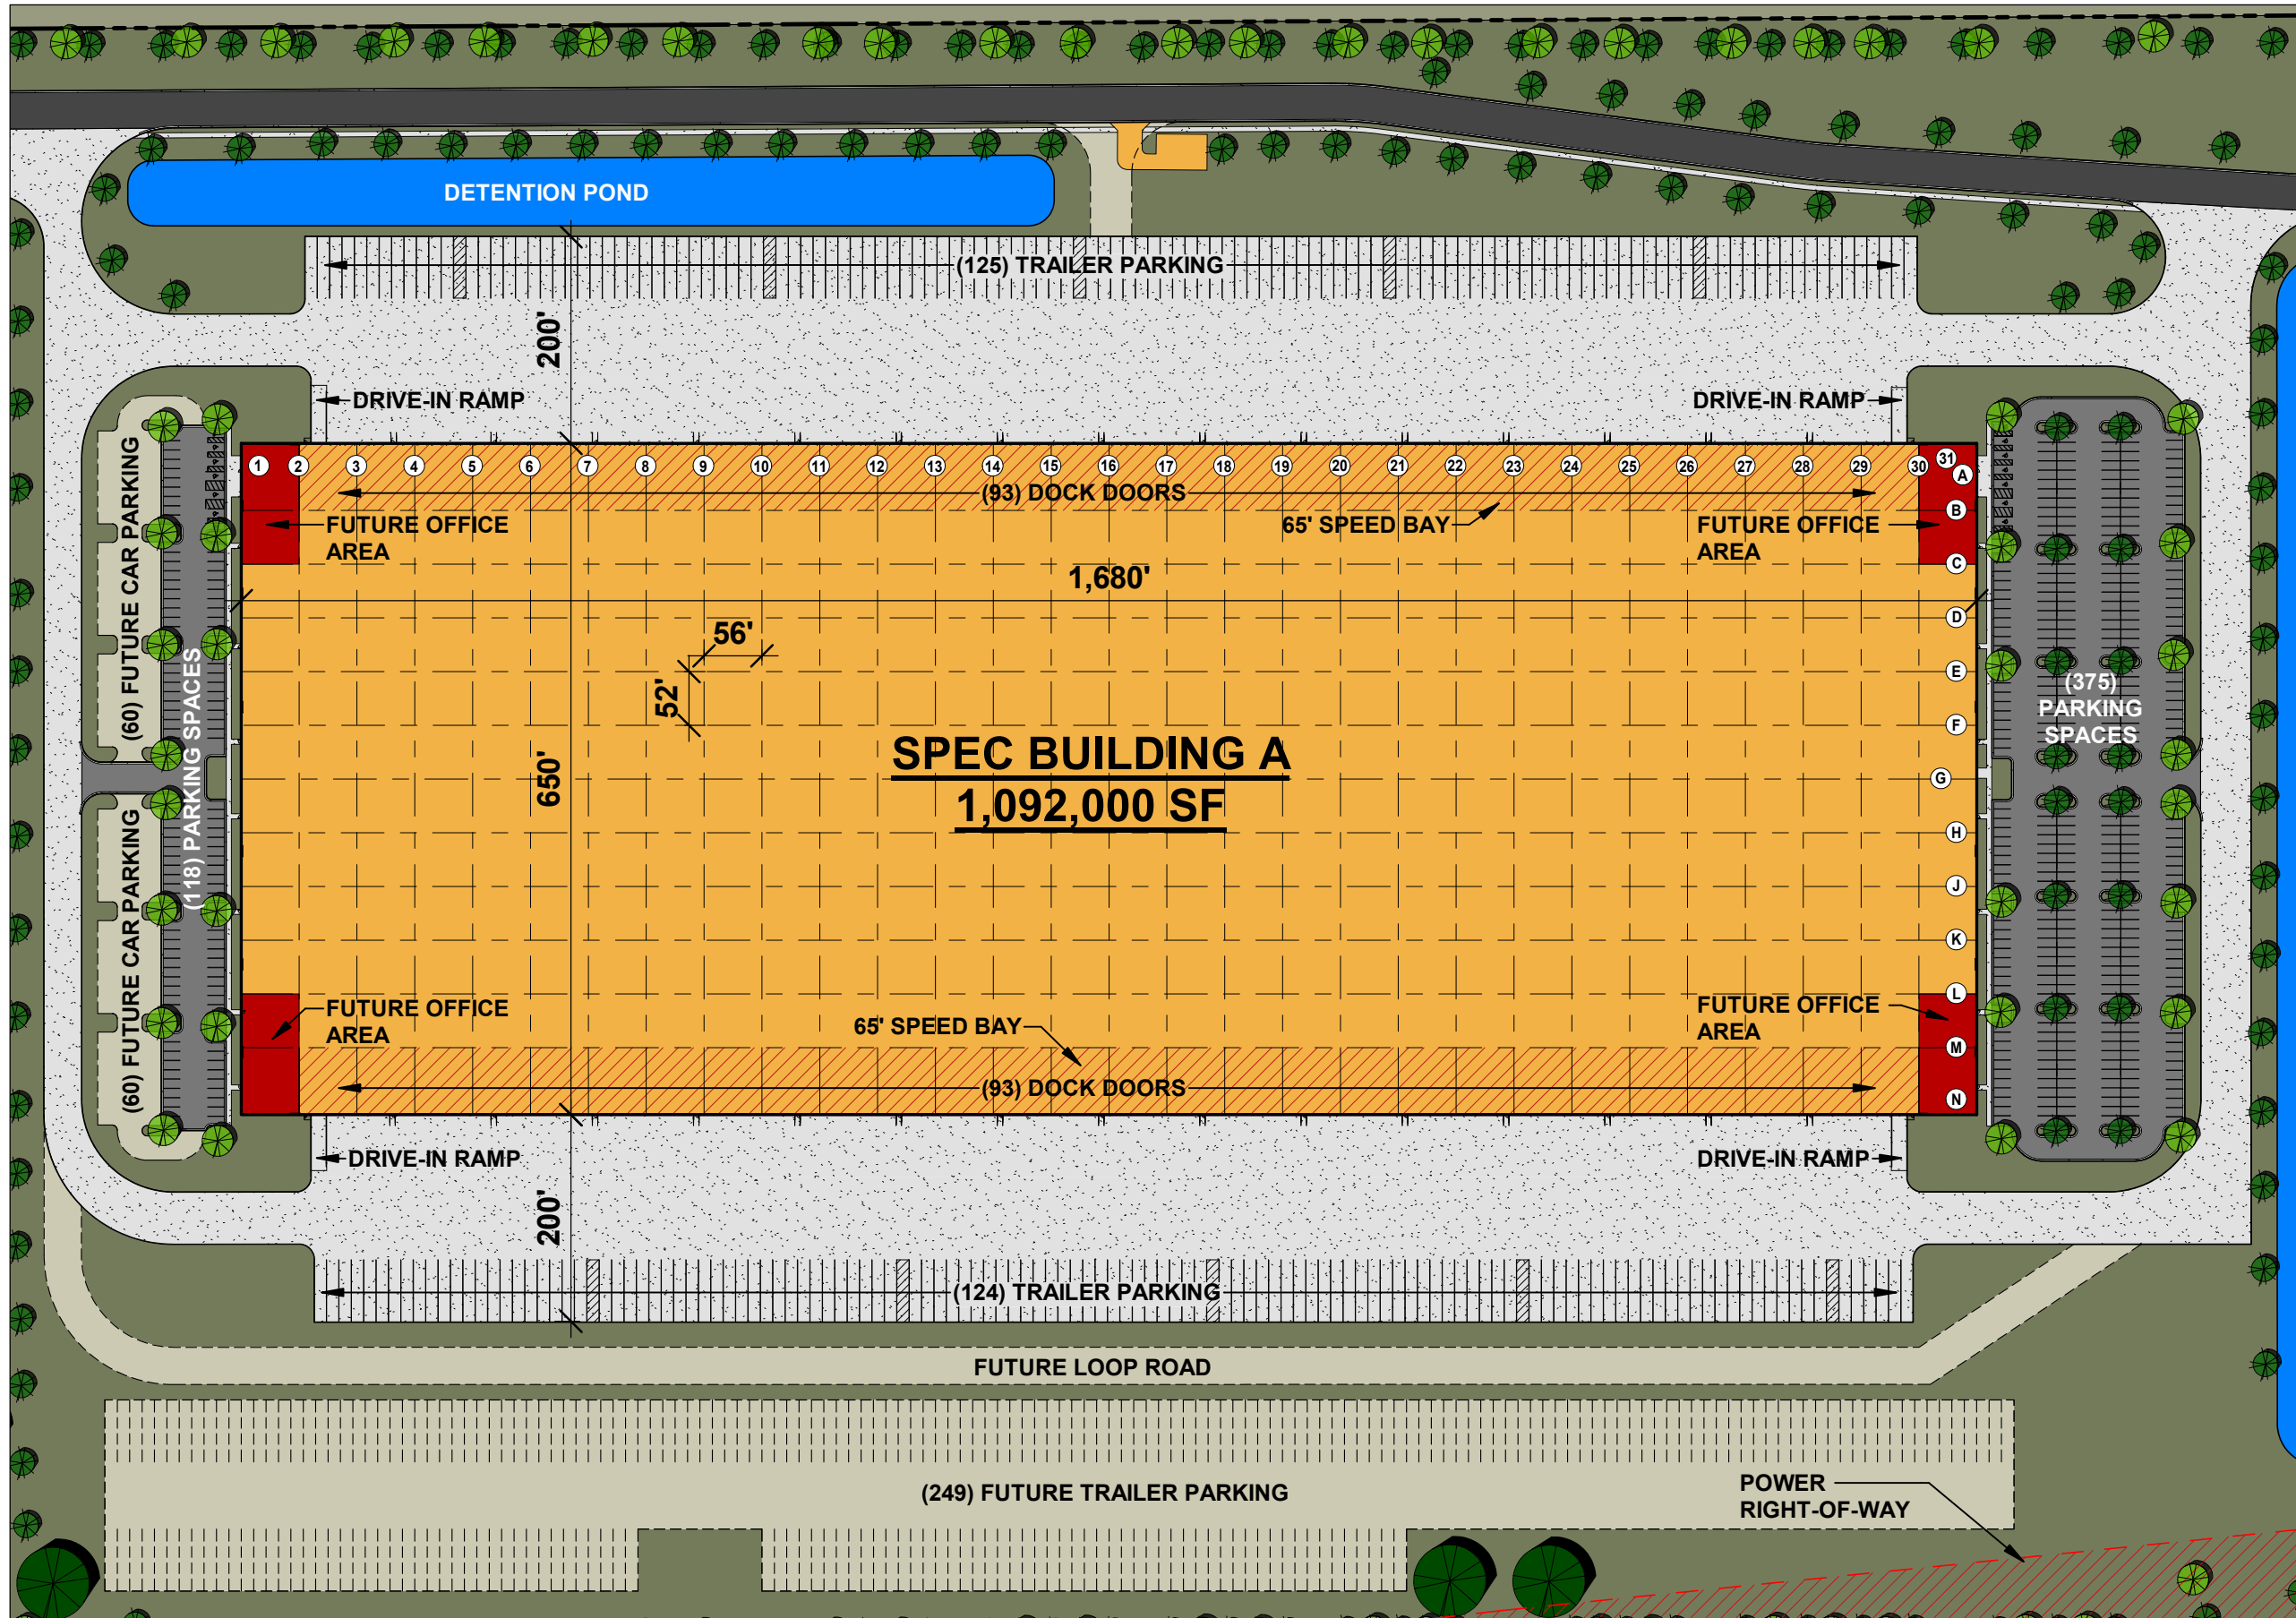 DETENTION POND
(125) TRAILER PARKING
200'
DRIVE-IN RAMP
DRIVE-IN RAMP
1 2 3 4 5 6 7 8 9 10 11 12 13 14 15 16 17 18 19 20 21 22 23 24 25 26 27 28 29 30 31
A
B
C
D
E
F
G
H
J
K
L
M
N
(93) DOCK DOORS
FUTURE OFFICE
AREA
65' SPEED BAY
FUTURE OFFICE
AREA
1,680'
56'
52'
(60) FUTURE CAR PARKING
(118) PARKING SPACES
(60) FUTURE CAR PARKING
650'
SPEC BUILDING A
1,092,000 SF
(375)
PARKING
SPACES
FUTURE OFFICE
AREA
65' SPEED BAY
FUTURE OFFICE
AREA
(93) DOCK DOORS
DRIVE-IN RAMP
DRIVE-IN RAMP
200'
(124) TRAILER PARKING
FUTURE LOOP ROAD
(249) FUTURE TRAILER PARKING
POWER
RIGHT-OF-WAY